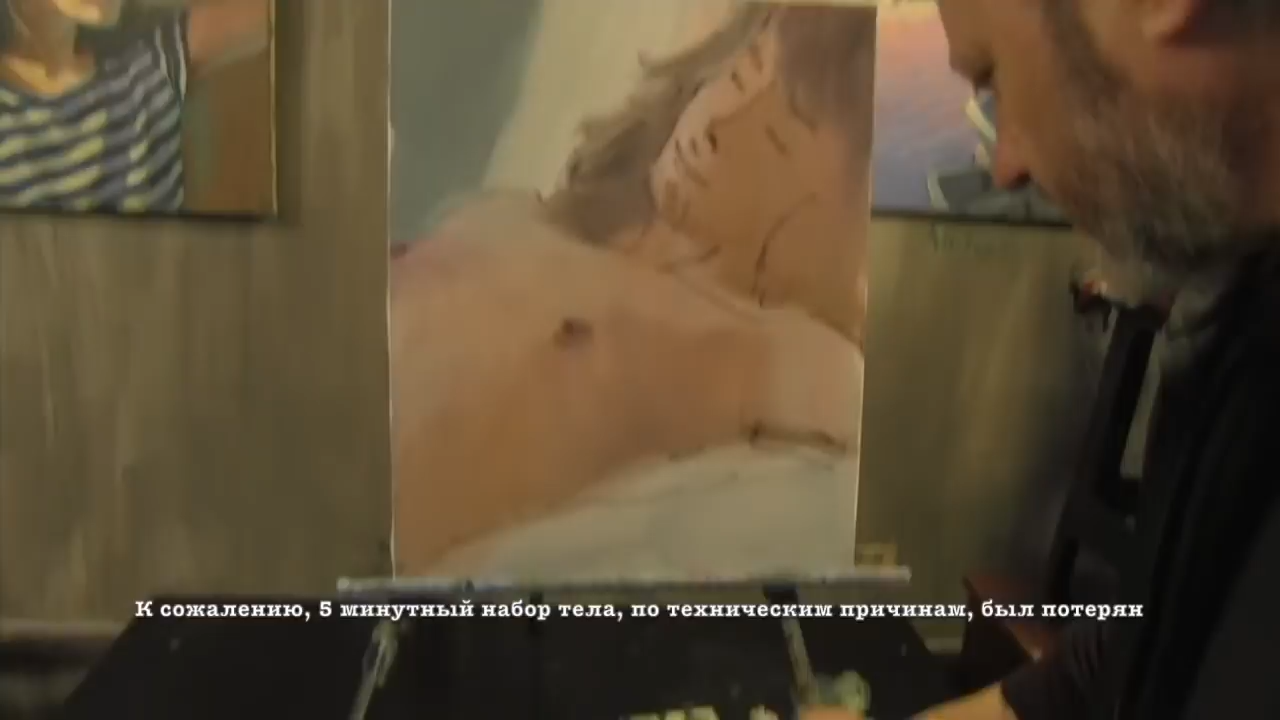 К сожалению, 5 минутный набор тела, по техническим причинам, был потерян